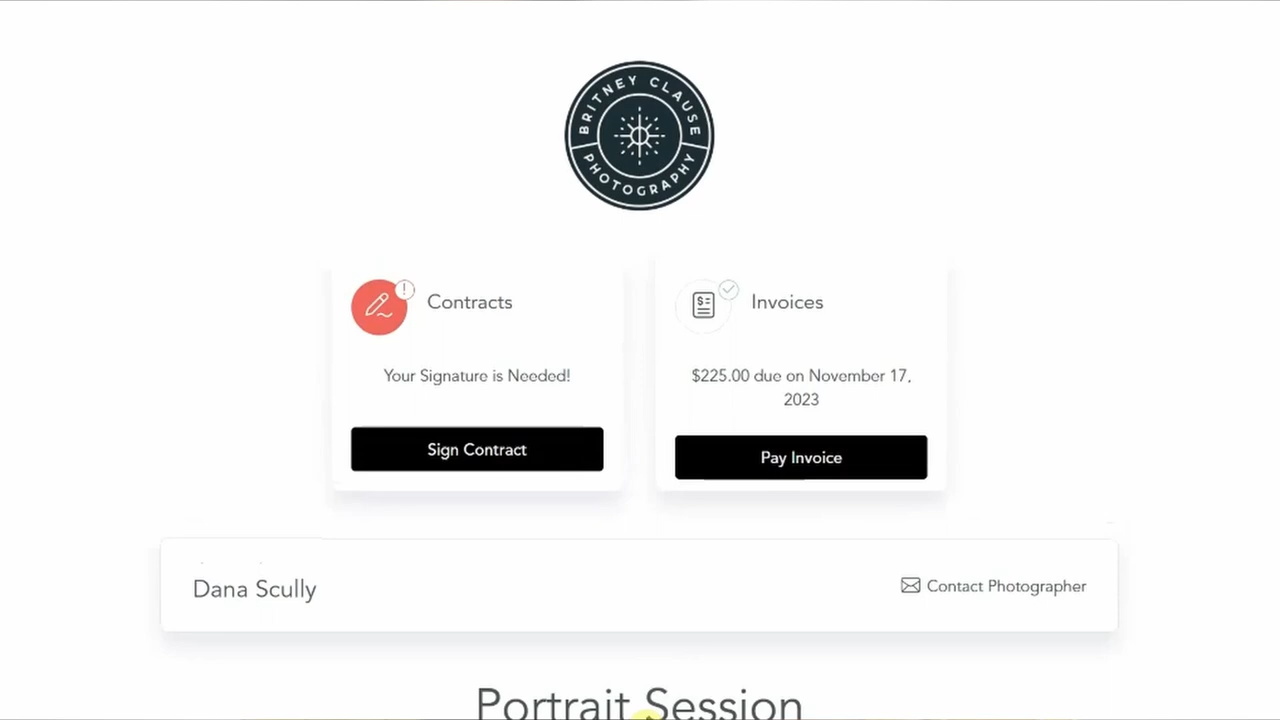 BRITNEY CLAUSE
PHOTOGRAPHY
!
Contracts
Your Signature is Needed!
Sign Contract
$
Invoices
$225.00 due on November 17,
2023
Pay Invoice
Dana Scully
Contact Photographer
Portrait Session